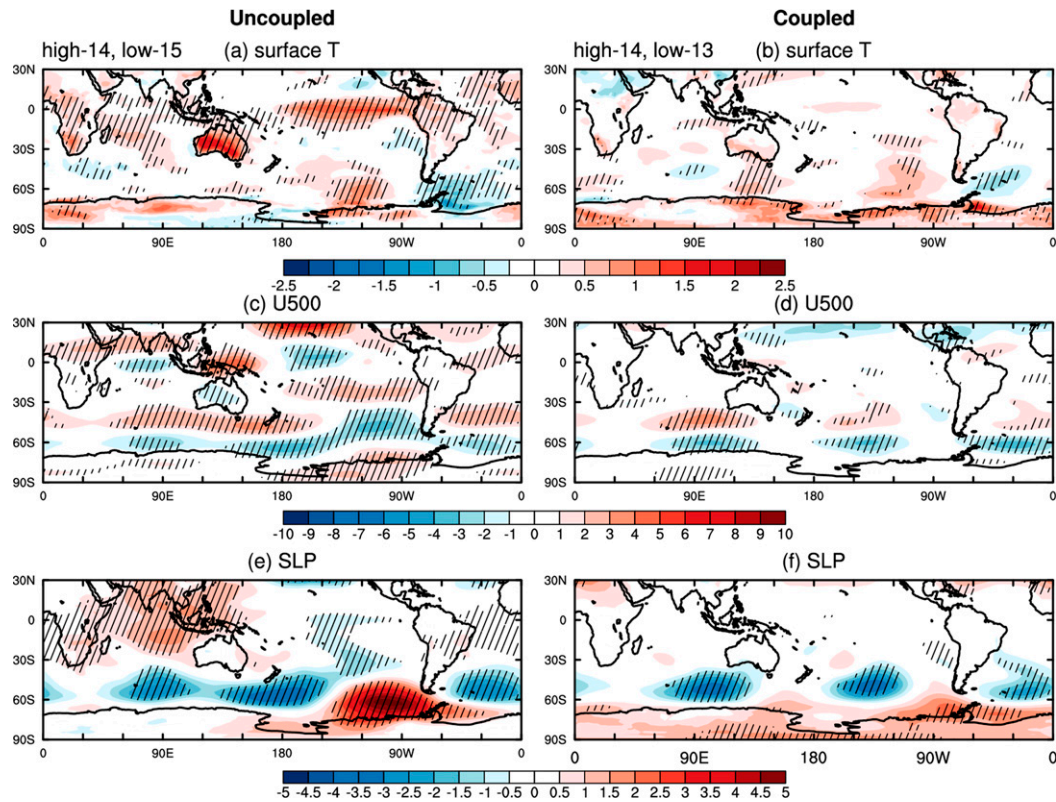 Uncoupled Coupled
high-14, low-15 (a) surface T high-14, low-13 (b) surface T
30N 30N
0 0
30S 30S
60S 60S
90S 90S
0 90E 180 90W 0 0 90E 180 90W 0
-2.5 -2 -1 -0.5 0 0.5 1 1.5 2 2.5
(c) U500 (d) U500
30N 30N
0 0
30S 30S
60S 60S
90S 90S
0 90E 180 90W 0 0 90E 180 90W 0
-10 -9 -8 -7 -6 -5 -4 -3 -2 -1 0 1 2 3 4 5 6 7 8 9 10
(e) SLP (f) SLP
30N 30N
0 0
30S 30S
60S 60S
90S 90S
0 90E 180 90W 0 0 90E 180 90W 0
-5 -4.5 -4 -3.5 -3 -2.5 -2 -1.5 -1 -0.5 0 0.5 1 1.5 2 2.5 3 3.5 4 4.5 5